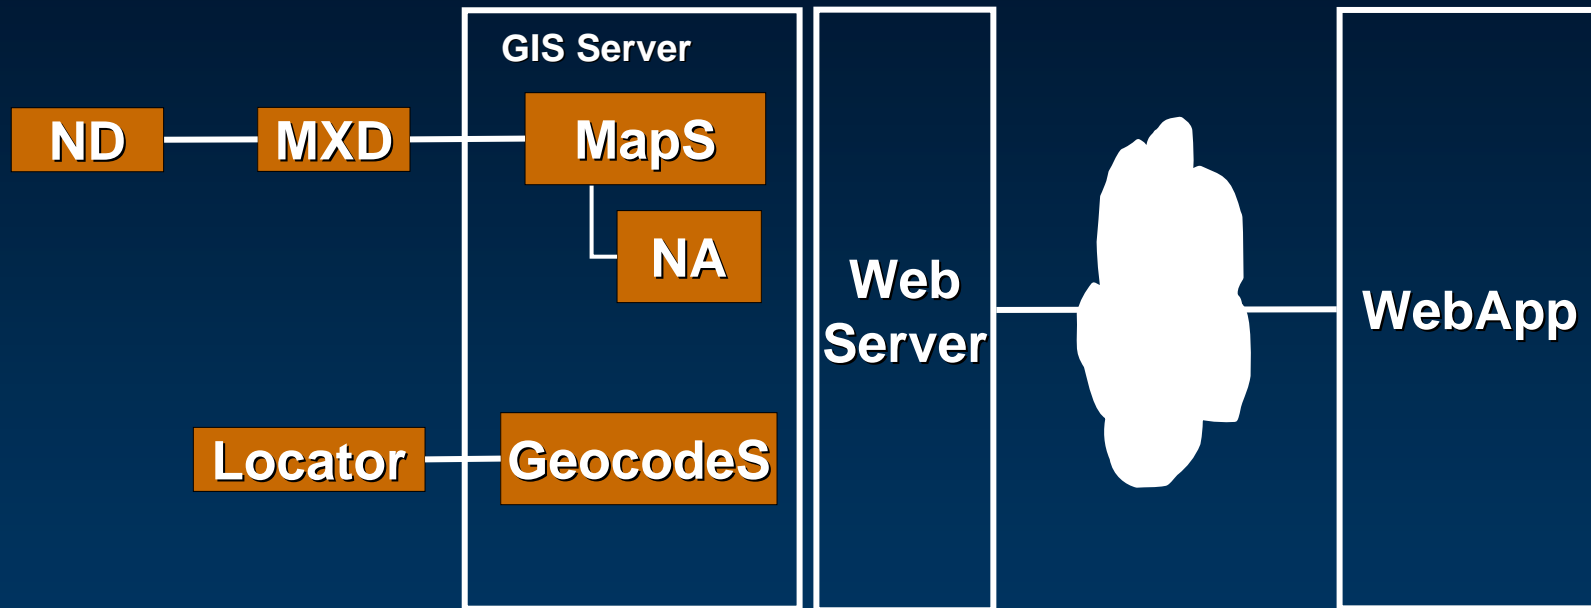 GIS Server
ND
MXD
MapS
NA
Web
Server
WebApp
Locator
GeocodeS